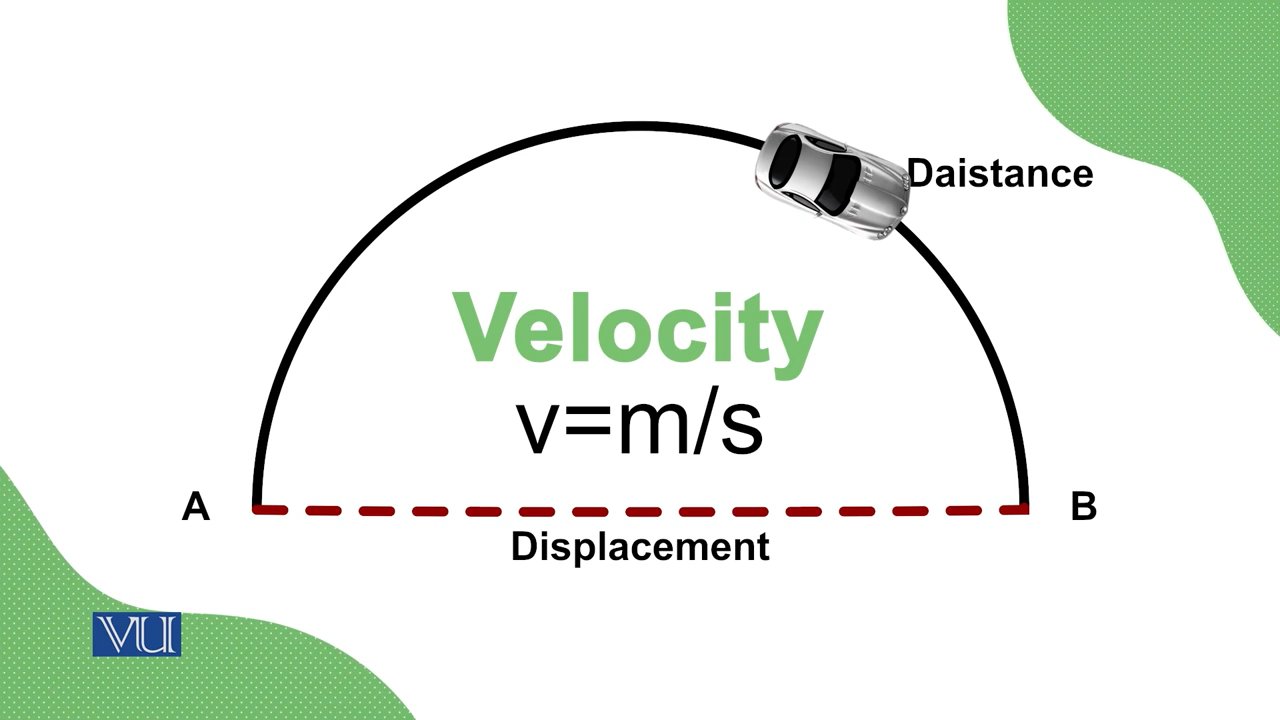 Daistance
Velocity
v=m/s
A
B
Displacement
VU